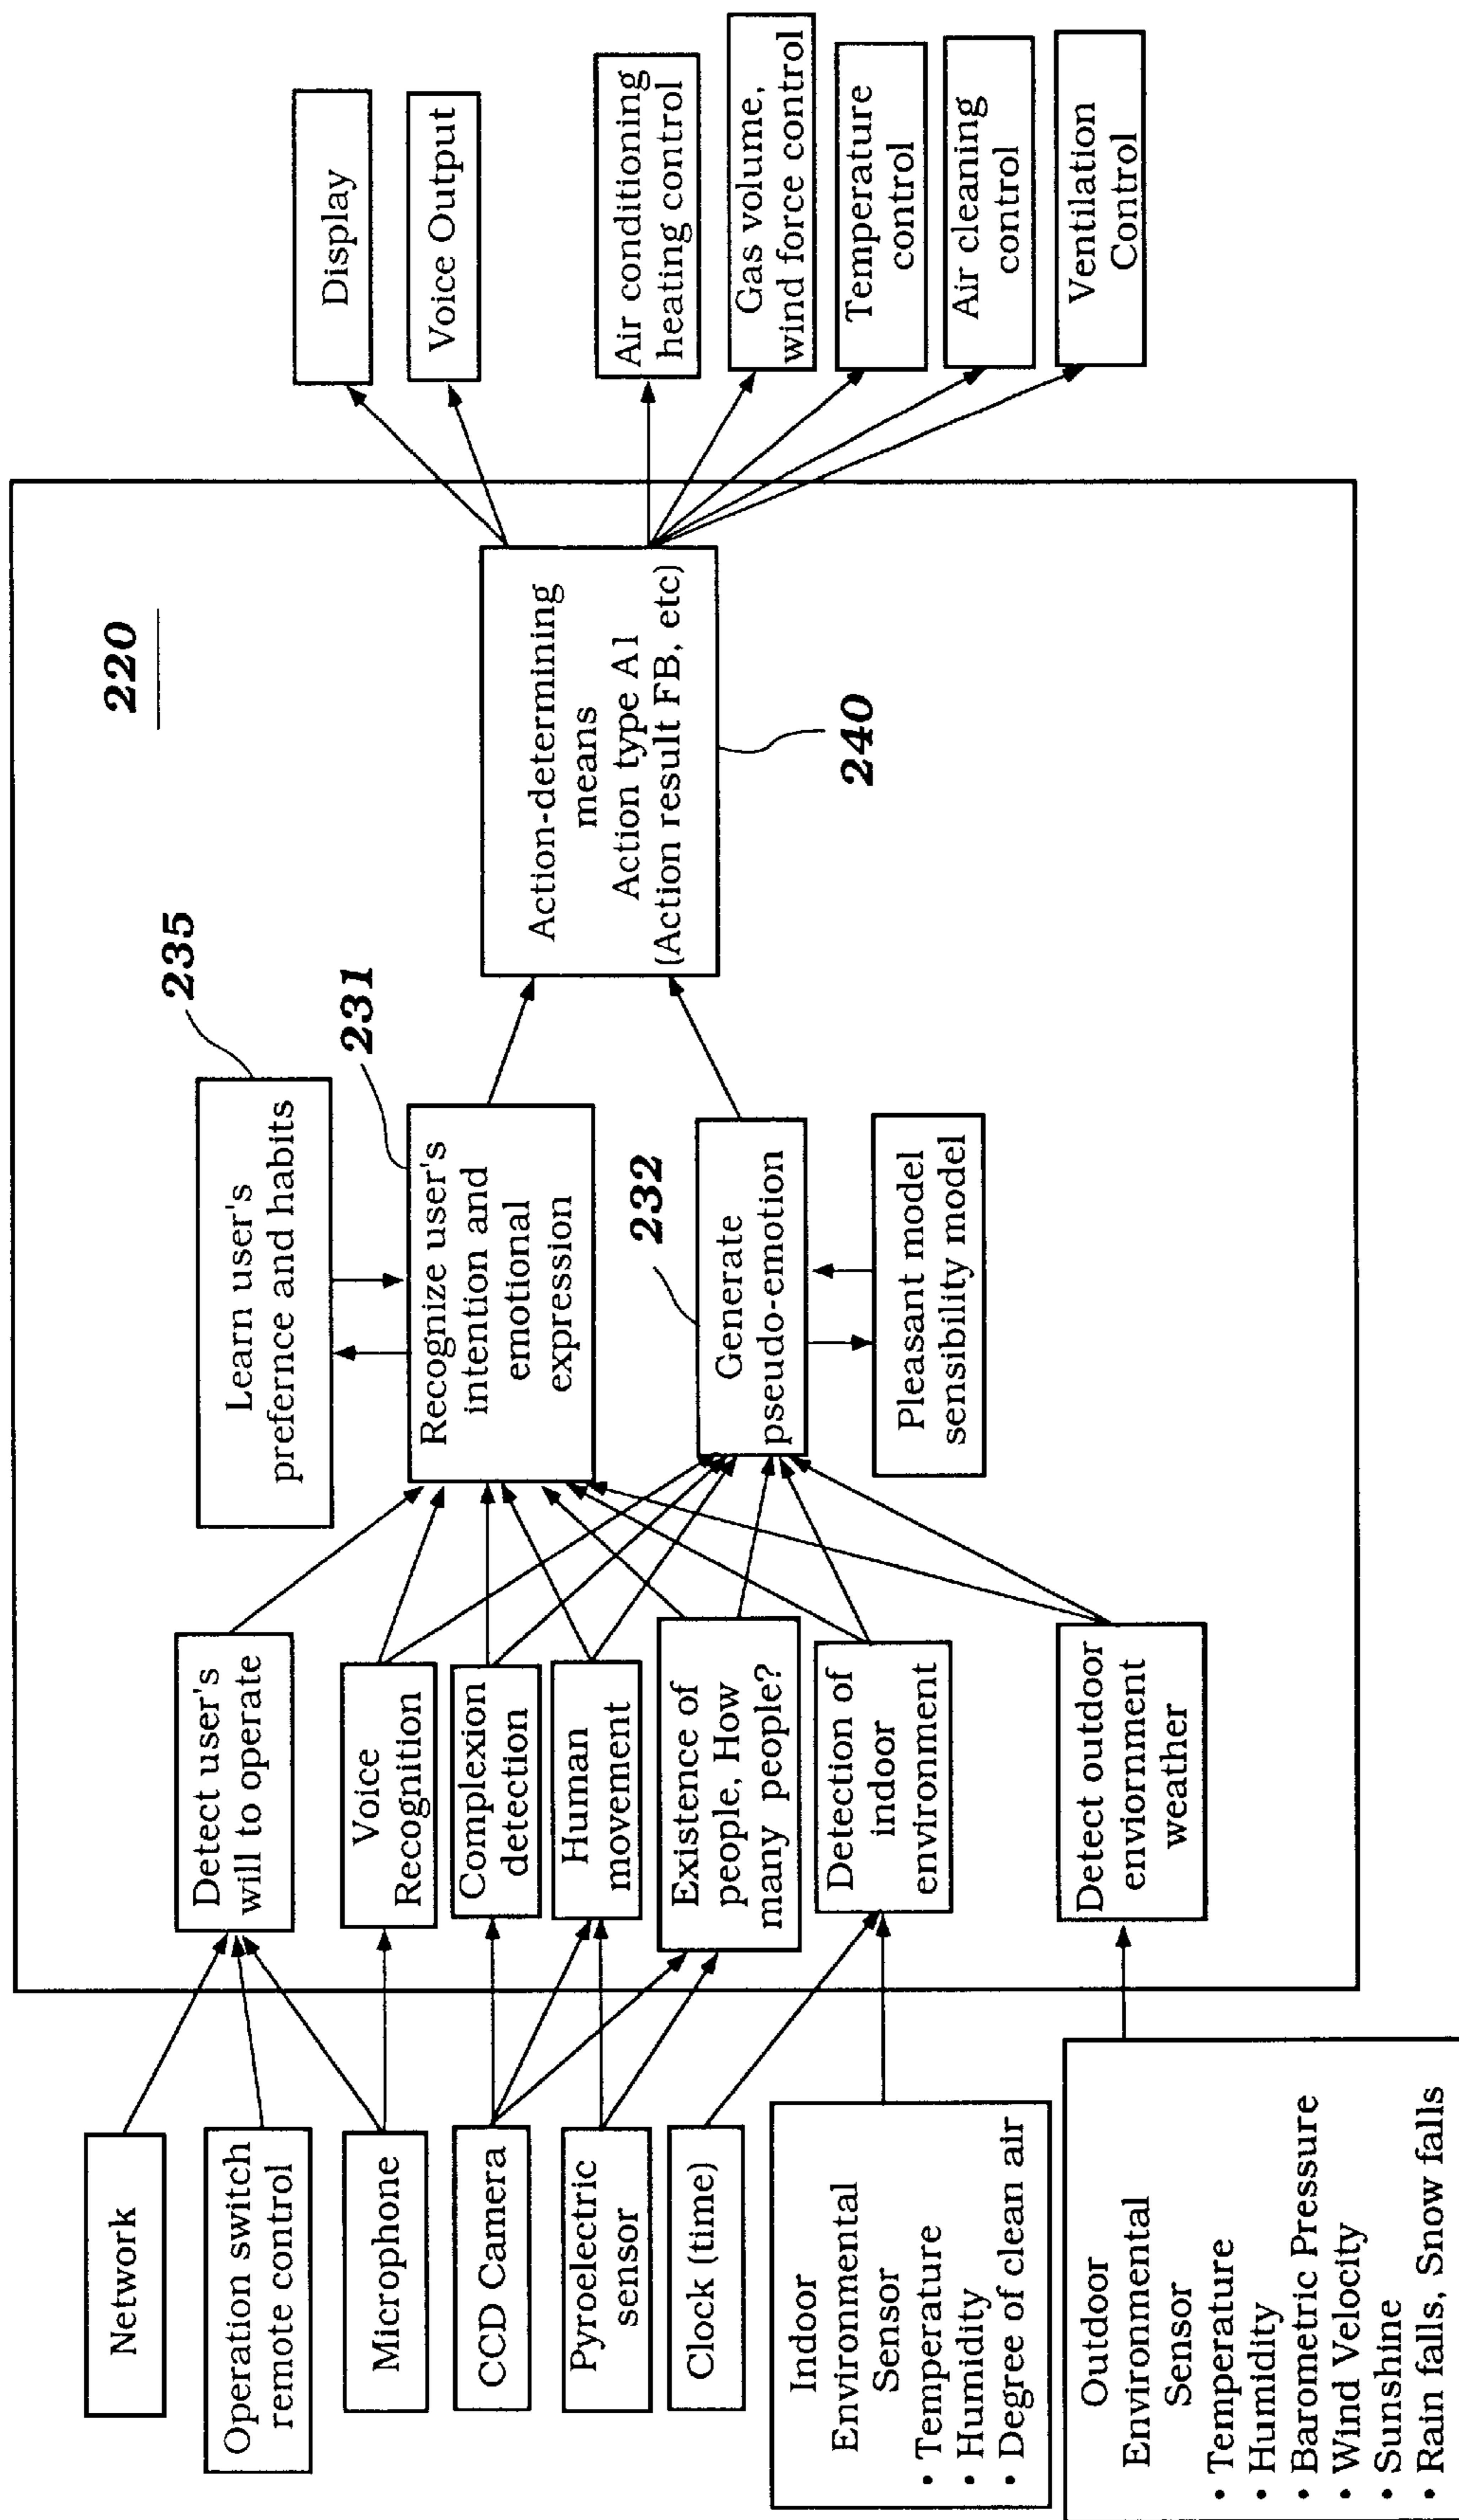 Network
Operation switch
remote control
Microphone
CCD Camera
Pyroelectric
sensor
Clock (time)
Indoor
Environmental
Sensor
• Temperature
• Humidity
• Degree of clean air
Outdoor
Environmental
Sensor
• Temperature
• Humidity
• Barometric Pressure
• Wind Velocity
• Sunshine
• Rain falls, Snow falls
220
Detect user's
will to operate
Voice
Recognition
Complexion
detection
Human
movement
Existence of
people, How
many people?
Detection of
indoor
environment
Detect outdoor
enviornment
weather
235
Learn user's
prefernce and habits
231
Recognize user's
intention and
emotional
expression
232
Generate
pseudo-emotion
Pleasant model
sensibility model
Action-determining
means
Action type A1
(Action result FB, etc)
240
Display
Voice Output
Air conditioning
heating control
Gas volume,
wind force control
Temperature
control
Air cleaning
control
Ventilation
Control